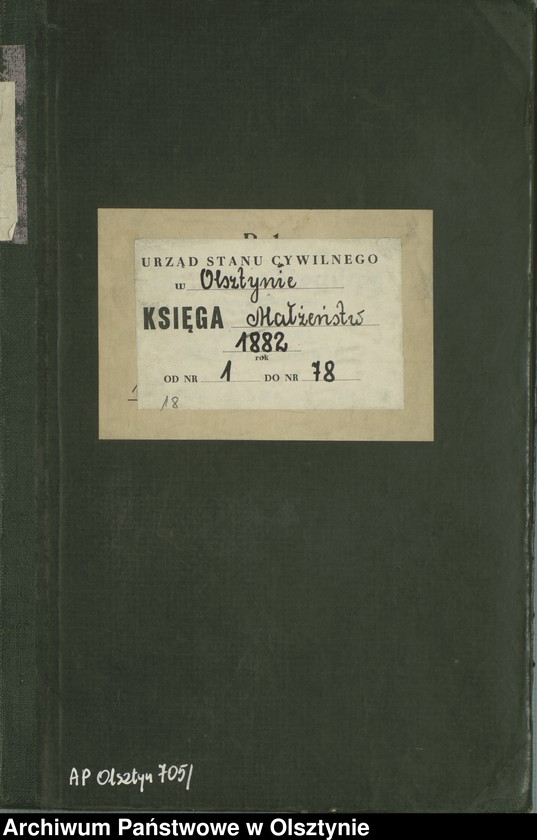 URZĄD STANU CYWILNEGO
w Olsztynie
KSIĘGA Małżeństw
1882
rok
OD NR 1 DO NR 78
18
AP Olsztyn 705/
Archiwum Państwowe w Olsztynie